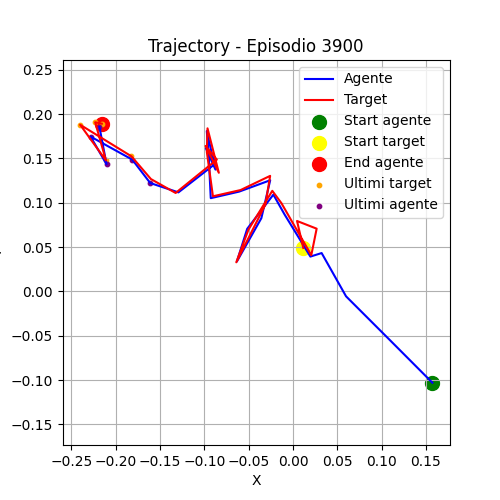 Trajectory - Episodio 3900
Agente
Target
Start agente
Start target
End agente
Ultimi target
Ultimi agente
0.25
0.20
0.15
0.10
0.05
0.00
−0.05
−0.10
−0.15
−0.25 −0.20 −0.15 −0.10 −0.05 0.00 0.05 0.10 0.15
X